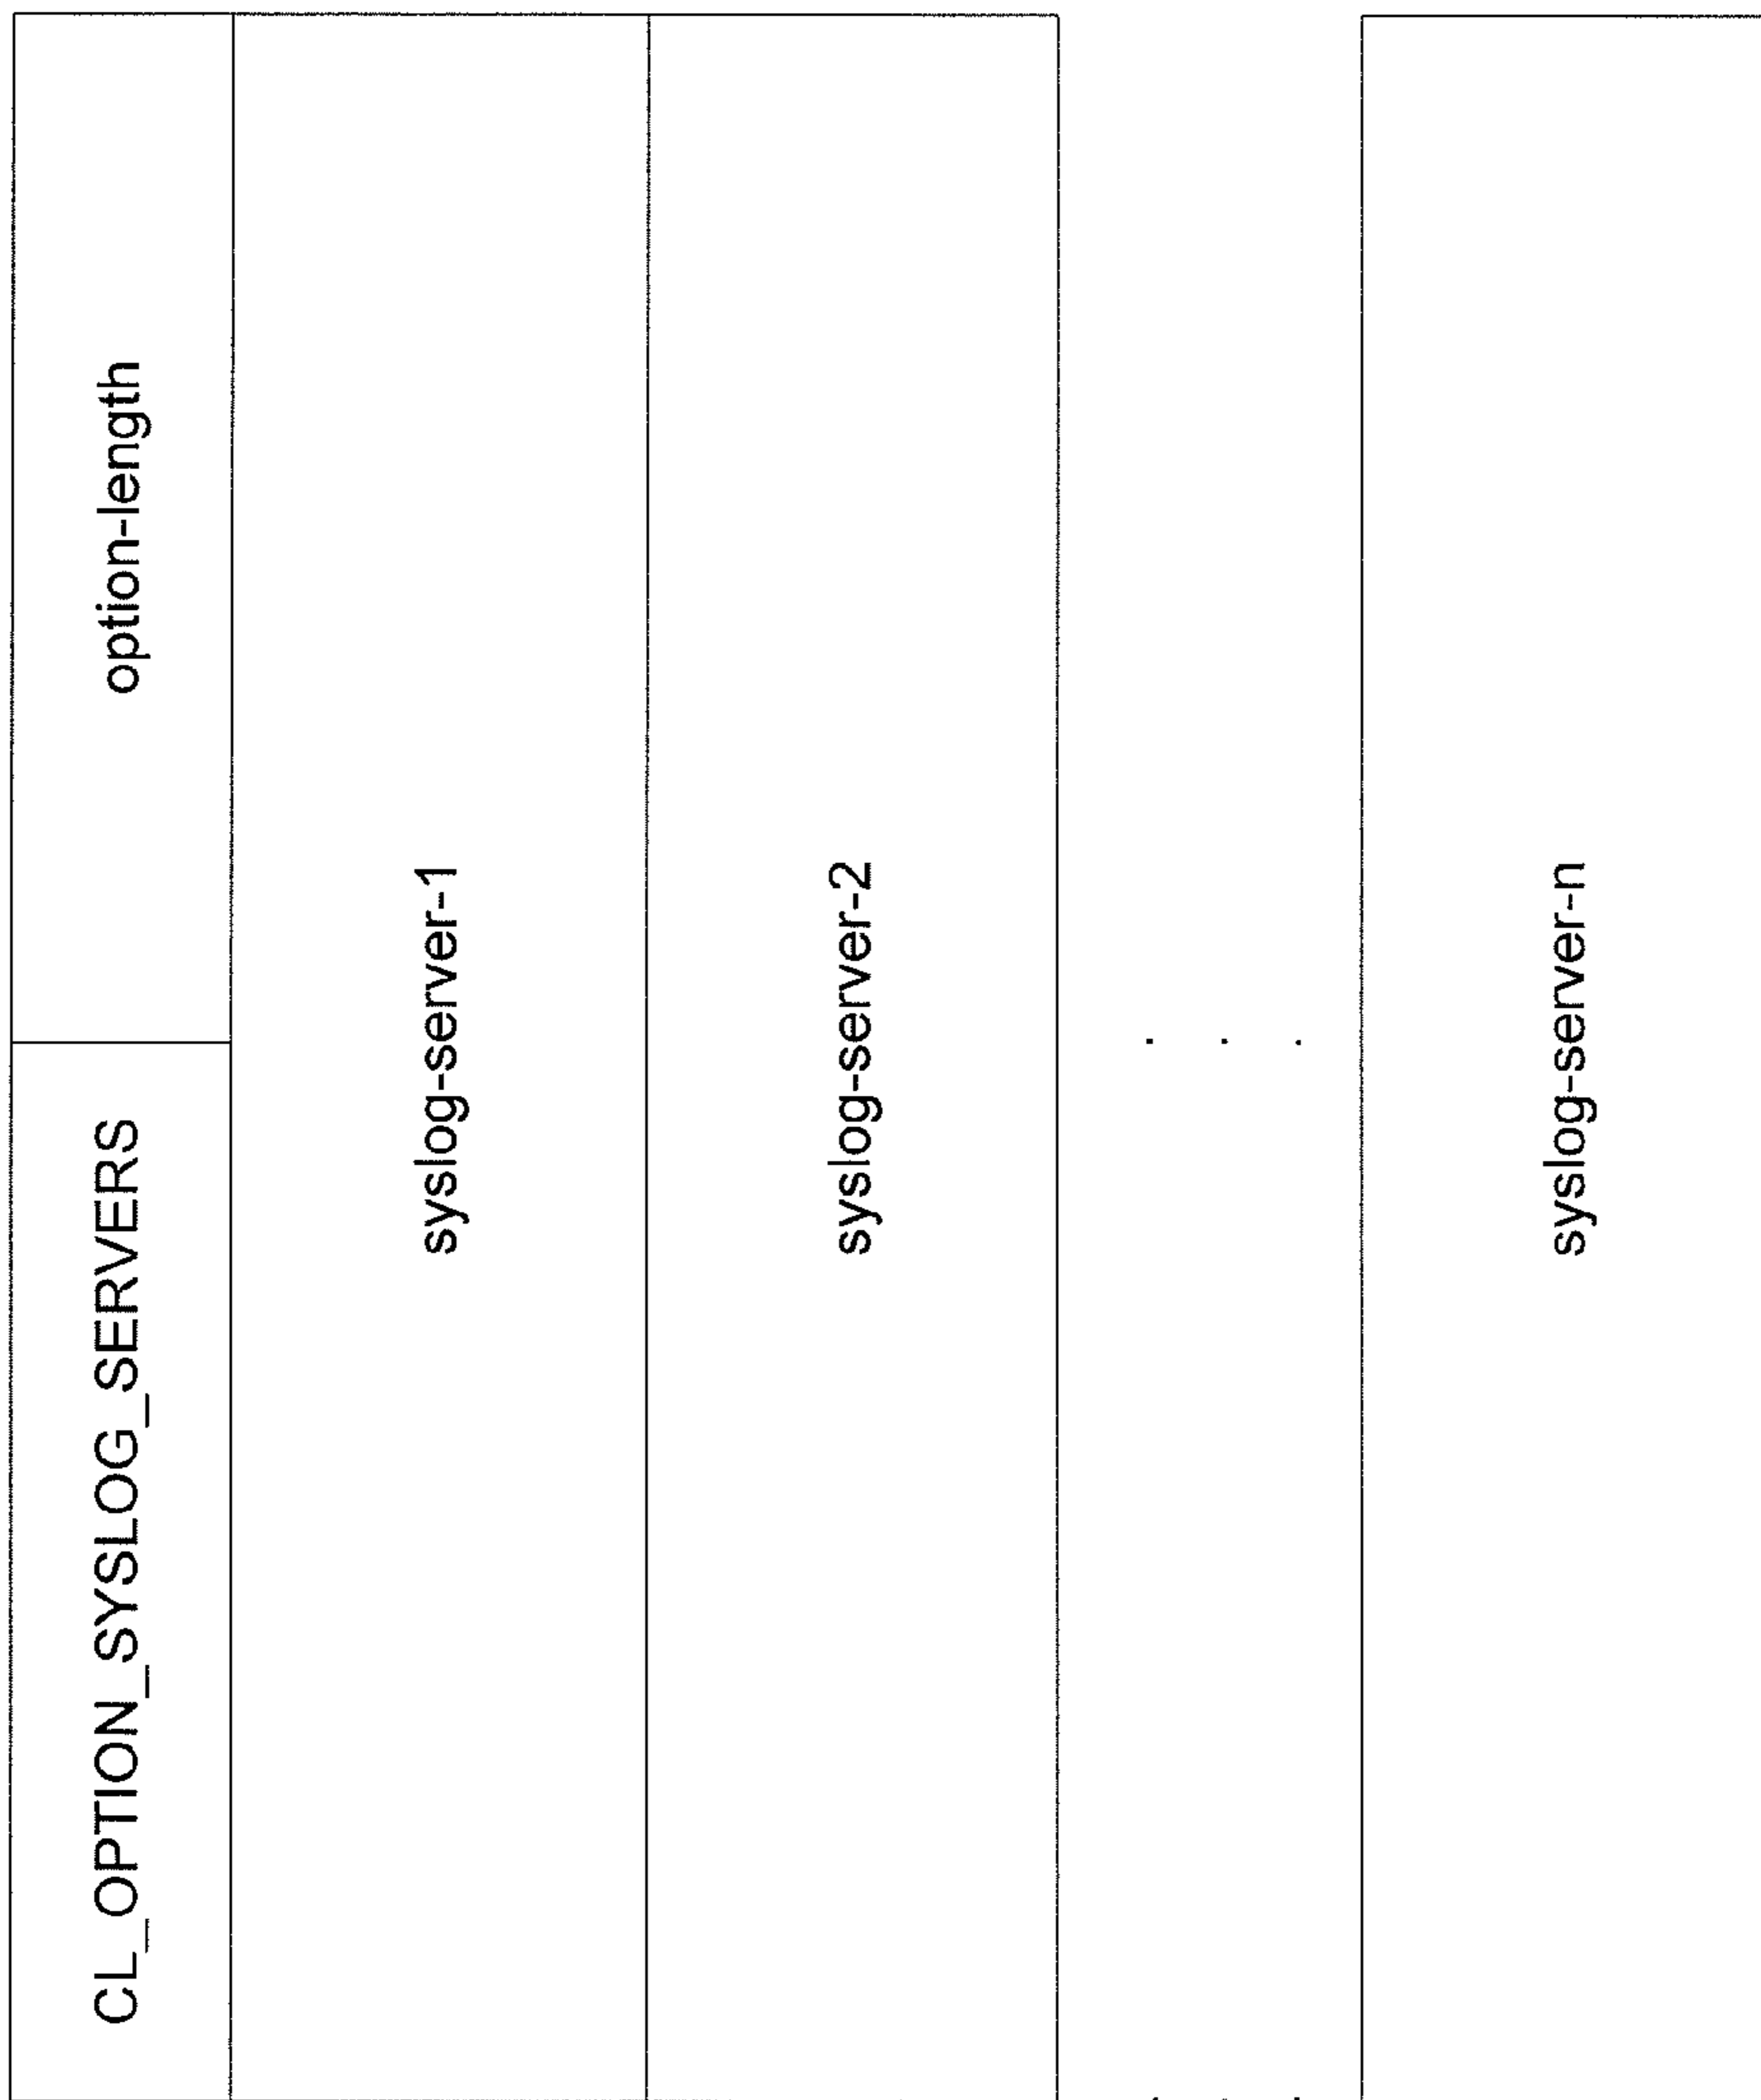 CL_OPTION_SYSLOG_SERVERS
option-length
syslog-server-1
syslog-server-2
. . .
syslog-server-n